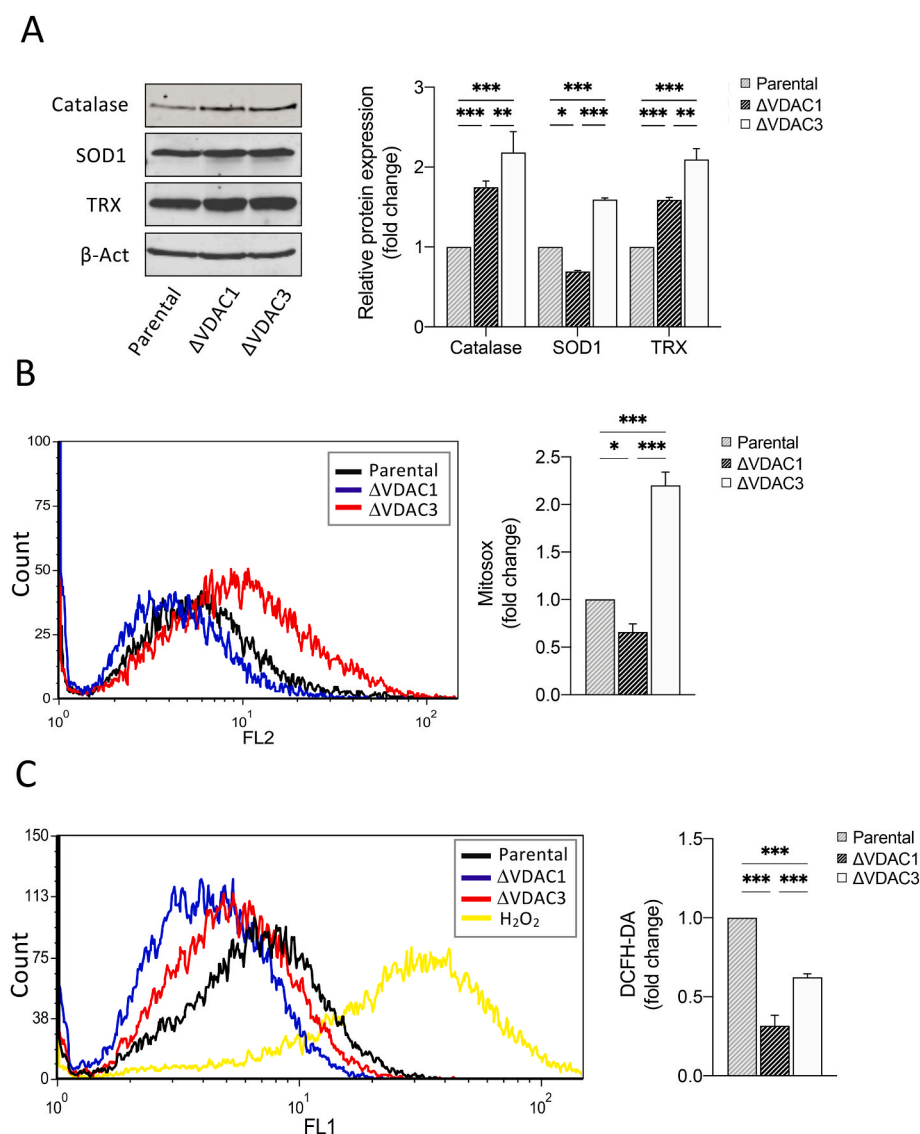 A
Catalase
SOD1
TRX
β-Act
Parental
ΔVDAC1
ΔVDAC3
Relative protein expression
(fold change)
3
2
1
0
***
*** **
***
* ***
***
*** **
Catalase SOD1 TRX
Parental
ΔVDAC1
ΔVDAC3
B
Count
100
75
50
25
0
10⁰ 10¹ 10²
FL2
Parental
ΔVDAC1
ΔVDAC3
Mitosox
(fold change)
2.5
2.0
1.5
1.0
0.5
0.0
***
* ***
Parental
ΔVDAC1
ΔVDAC3
C
Count
150
113
75
38
0
10⁰ 10¹ 10²
FL1
Parental
ΔVDAC1
ΔVDAC3
H₂O₂
DCFH-DA
(fold change)
1.5
1.0
0.5
0.0
***
*** ***
Parental
ΔVDAC1
ΔVDAC3